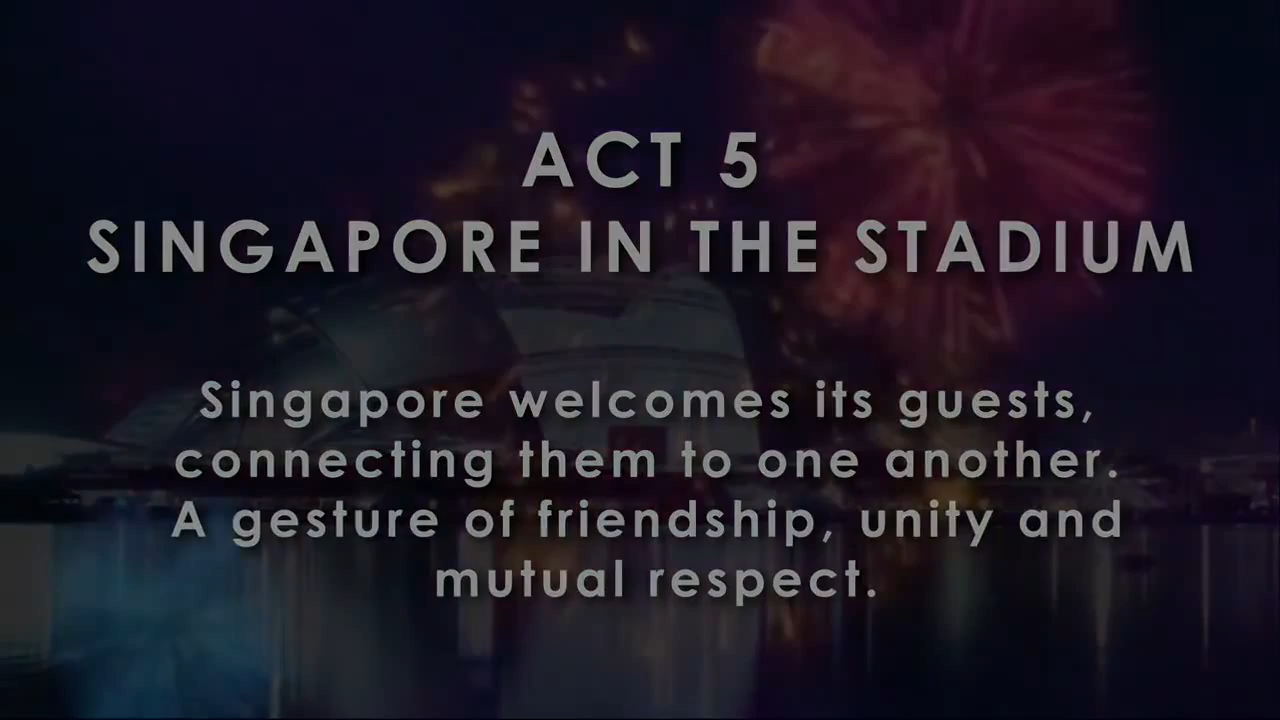 ACT 5
SINGAPORE IN THE STADIUM
Singapore welcomes its guests,
connecting them to one another.
A gesture of friendship, unity and
mutual respect.